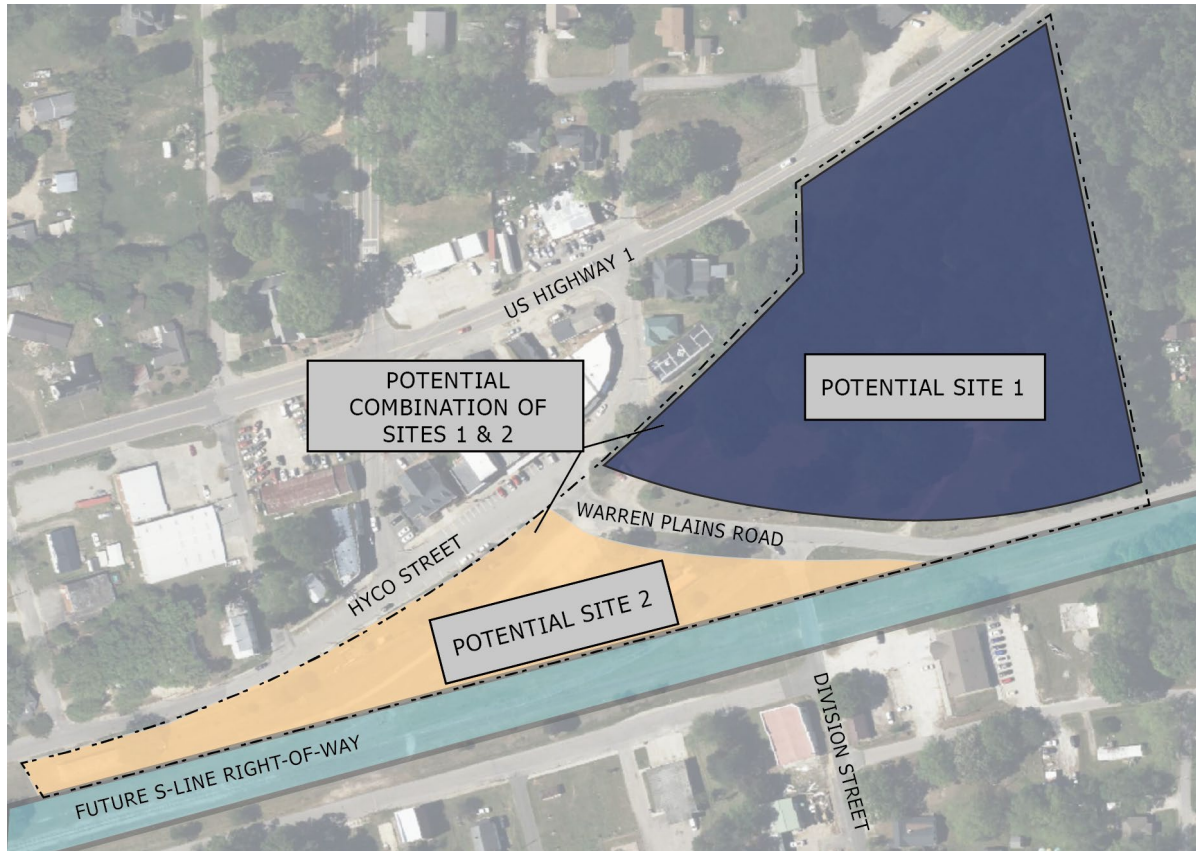 US HIGHWAY 1
POTENTIAL
COMBINATION OF
SITES 1 & 2
POTENTIAL SITE 1
WARREN PLAINS ROAD
HYCO STREET
POTENTIAL SITE 2
DIVISION STREET
FUTURE S-LINE RIGHT-OF-WAY